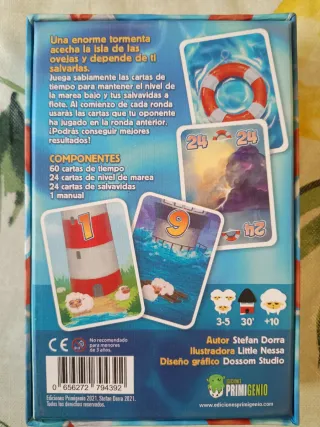 Una enorme tormenta
acecha la isla de las
ovejas y depende de ti
salvarlas.
Juega sabiamente las cartas de
tiempo para mantener el nivel de
la marea bajo y tus salvavidas a
flote. Al comienzo de cada ronda
usarás las cartas que tu oponente
ha jugado en la ronda anterior.
¿Podrás conseguir mejores
resultados!
COMPONENTES
60 cartas de tiempo
24 cartas de nivel de marea
24 cartas de salvavidas
1 manual
24 24
24
1
9
3-5 30' +10
CE
No recomendado
para menores
de 3 años.
Autor Stefan Dorra
Ilustradora Little Nessa
Diseño gráfico Dossom Studio
0 656272 794392
Ediciones Primigenio 2021. Stefan Dorra 2021.
Todos los derechos reservados.
EDICIONES
PRIMIGENIO
www.edicionesprimigenio.com